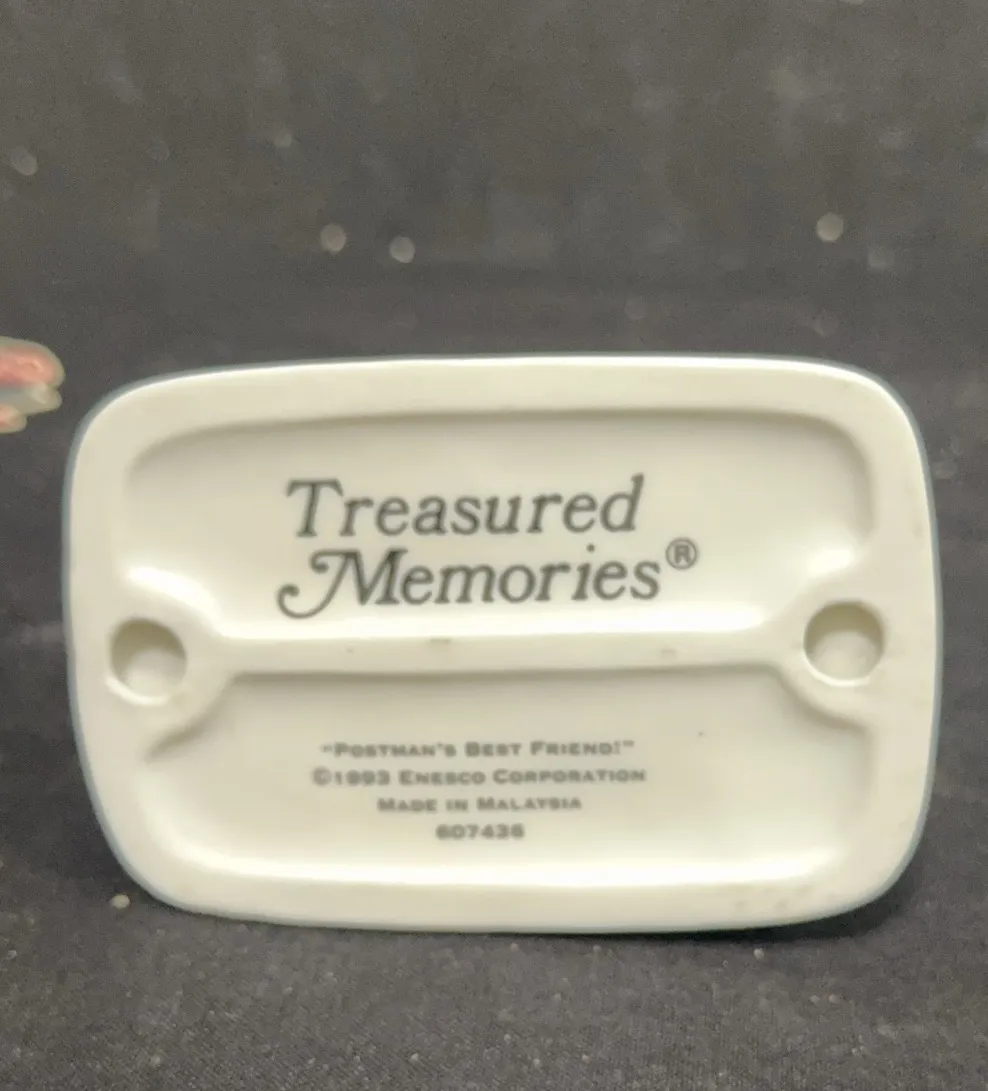 Treasured
Memories®
"POSTMAN'S BEST FRIEND!"
©1993 ENESCO CORPORATION
MADE IN MALAYSIA
607436